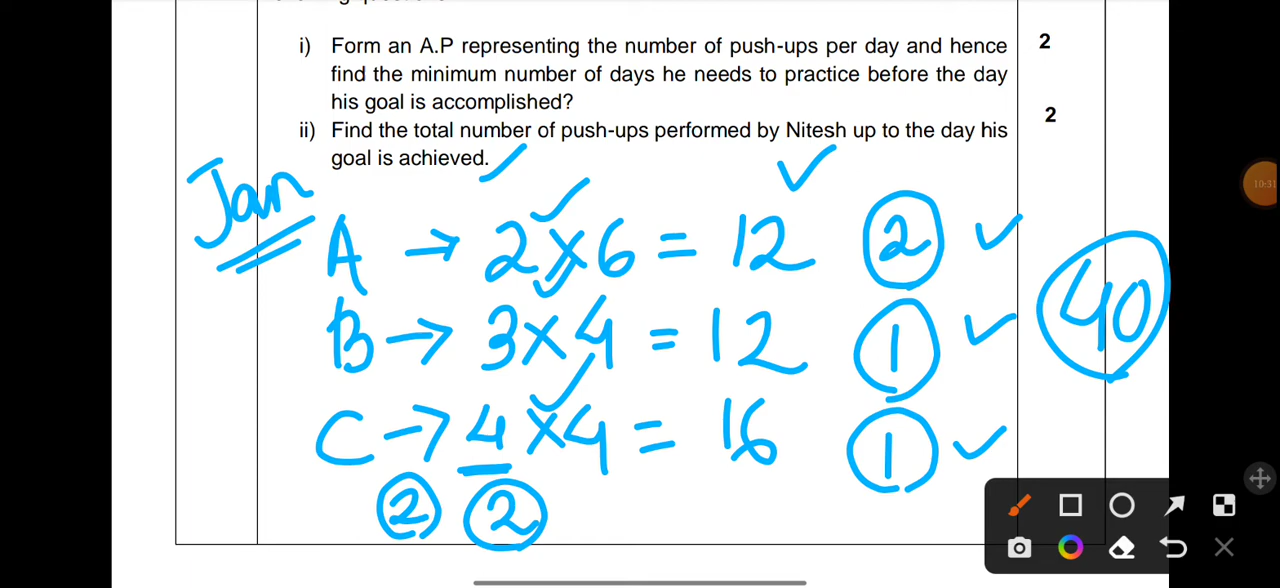 i) Form an A.P representing the number of push-ups per day and hence 2
find the minimum number of days he needs to practice before the day
his goal is accomplished?
ii) Find the total number of push-ups performed by Nitesh up to the day his 2
goal is achieved.
Jan
A → 2 × 6 = 12 2
40
B → 3 × 4 = 12 1
C → 4 × 4 = 16 1
2 2